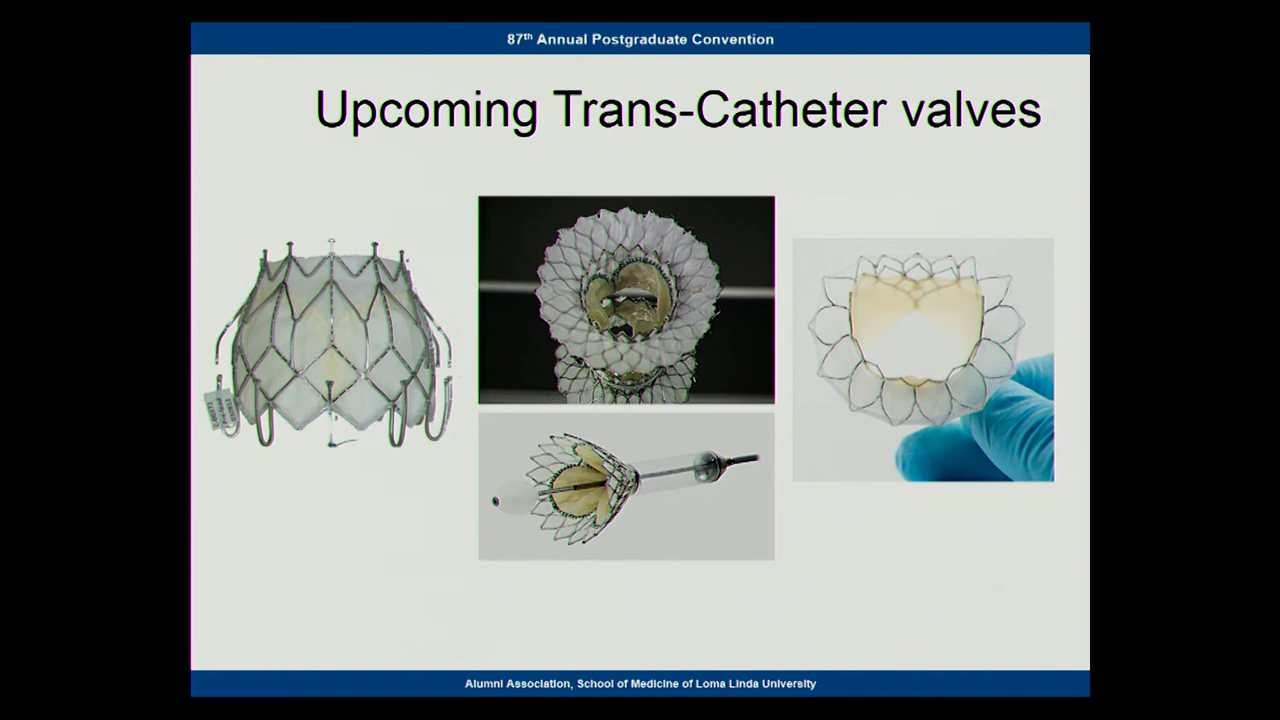 87th Annual Postgraduate Convention
Upcoming Trans-Catheter valves
Alumni Association, School of Medicine of Loma Linda University